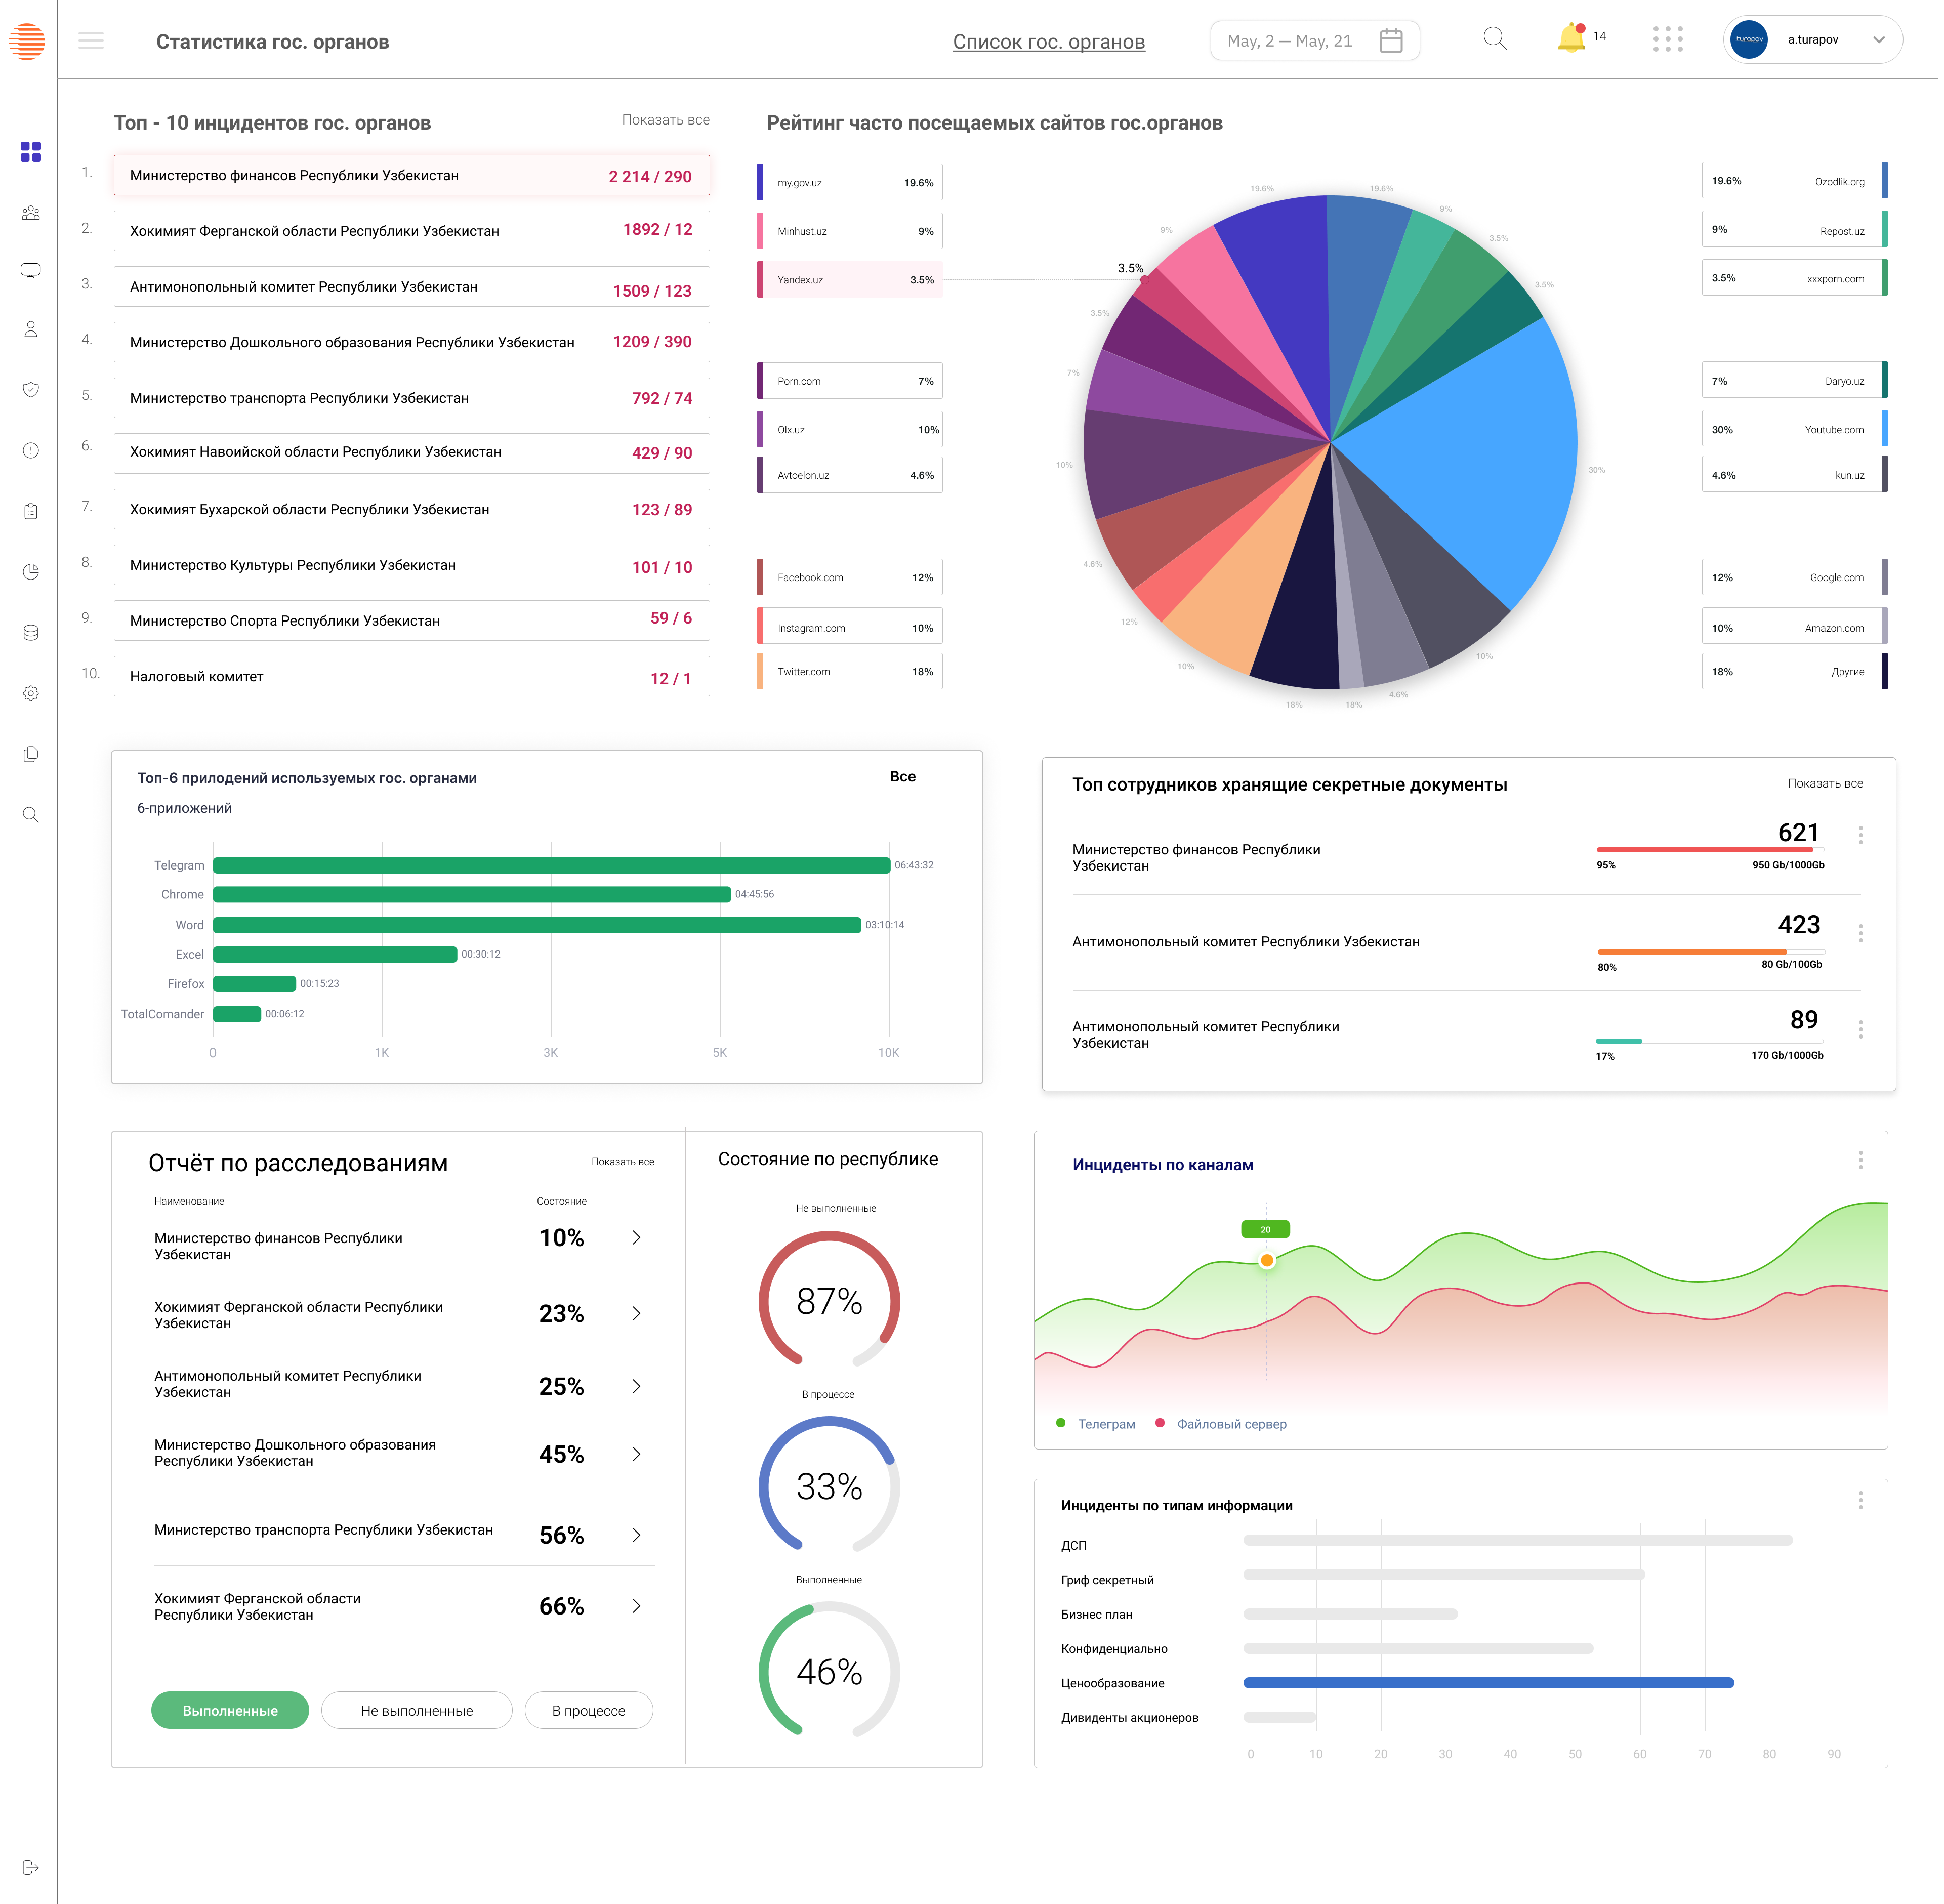 Статистика гос. органов
Список гос. органов
May, 2 — May, 21
14
turapov
a.turapov
Топ - 10 инцидентов гос. органов
Показать все
1.
Министерство финансов Республики Узбекистан
2 214 / 290
2.
Хокимият Ферганской области Республики Узбекистан
1892 / 12
3.
Антимонопольный комитет Республики Узбекистан
1509 / 123
4.
Министерство Дошкольного образования Республики Узбекистан
1209 / 390
5.
Министерство транспорта Республики Узбекистан
792 / 74
6.
Хокимият Навоийской области Республики Узбекистан
429 / 90
7.
Хокимият Бухарской области Республики Узбекистан
123 / 89
8.
Министерство Культуры Республики Узбекистан
101 / 10
9.
Министерство Спорта Республики Узбекистан
59 / 6
10.
Налоговый комитет
12 / 1
Рейтинг часто посещаемых сайтов гос.органов
my.gov.uz 19.6%
Minhust.uz 9%
Yandex.uz 3.5%
Porn.com 7%
Olx.uz 10%
Avtoelon.uz 4.6%
Facebook.com 12%
Instagram.com 10%
Twitter.com 18%
19.6%
19.6%
9%
9%
3.5%
3.5%
3.5%
3.5%
7%
30%
10%
4.6%
12%
10%
10%
4.6%
18%
18%
19.6% Ozodlik.org
9% Repost.uz
3.5% xxxporn.com
7% Daryo.uz
30% Youtube.com
4.6% kun.uz
12% Google.com
10% Amazon.com
18% Другие
Топ-6 прилодений используемых гос. органами
Все
6-приложений
Telegram 06:43:32
Chrome 04:45:56
Word 03:10:14
Excel 00:30:12
Firefox 00:15:23
TotalComander 00:06:12
0 1K 3K 5K 10K
Топ сотрудников хранящие секретные документы
Показать все
Министерство финансов Республики
Узбекистан
621
95% 950 Gb/1000Gb
Антимонопольный комитет Республики Узбекистан
423
80% 80 Gb/100Gb
Антимонопольный комитет Республики
Узбекистан
89
17% 170 Gb/1000Gb
Отчёт по расследованиям
Показать все
Наименование Состояние
Министерство финансов Республики
Узбекистан
10%
Хокимият Ферганской области Республики
Узбекистан
23%
Антимонопольный комитет Республики
Узбекистан
25%
Министерство Дошкольного образования
Республики Узбекистан
45%
Министерство транспорта Республики Узбекистан
56%
Хокимият Ферганской области
Республики Узбекистан
66%
Выполненные Не выполненные В процессе
Состояние по республике
Не выполненные
87%
В процессе
33%
Выполненные
46%
Инциденты по каналам
20
Телеграм Файловый сервер
Инциденты по типам информации
ДСП
Гриф секретный
Бизнес план
Конфиденциально
Ценообразование
Дивиденты акционеров
0 10 20 30 40 50 60 70 80 90